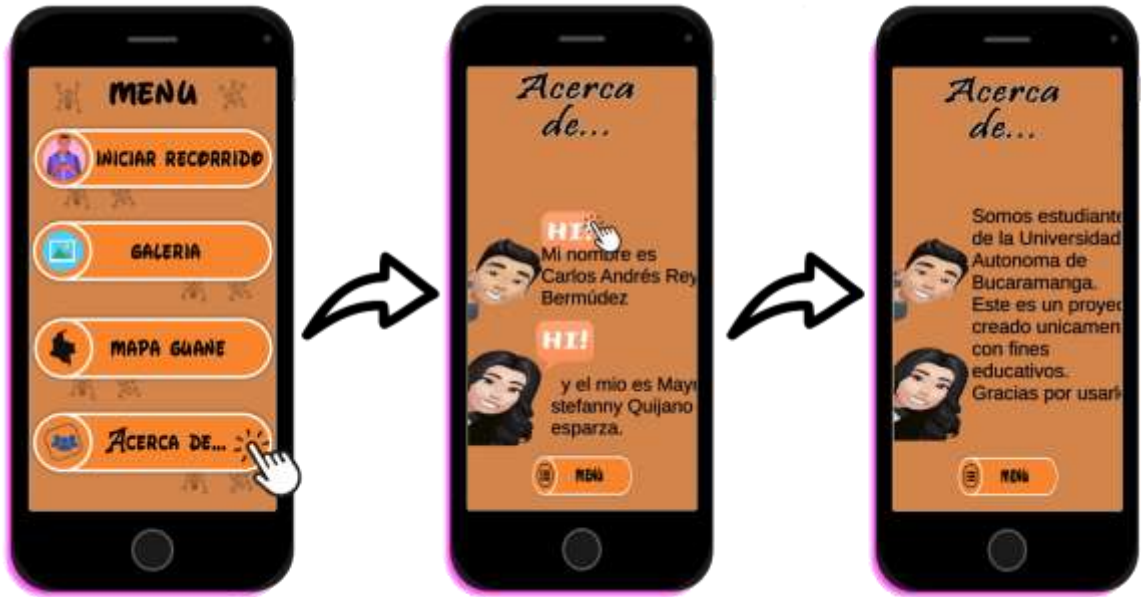 MENU
INICIAR RECORRIDO
GALERIA
MAPA GUANE
ACERCA DE...
Acerca
de...
HI!
Mi nombre es
Carlos Andrés Rey
Bermúdez
HI!
y el mio es May
stefanny Quijano
esparza.
MENU
Acerca
de...
Somos estudiante
de la Universidad
Autonoma de
Bucaramanga.
Este es un proyec
creado unicamen
con fines
educativos.
Gracias por usarl
MENU